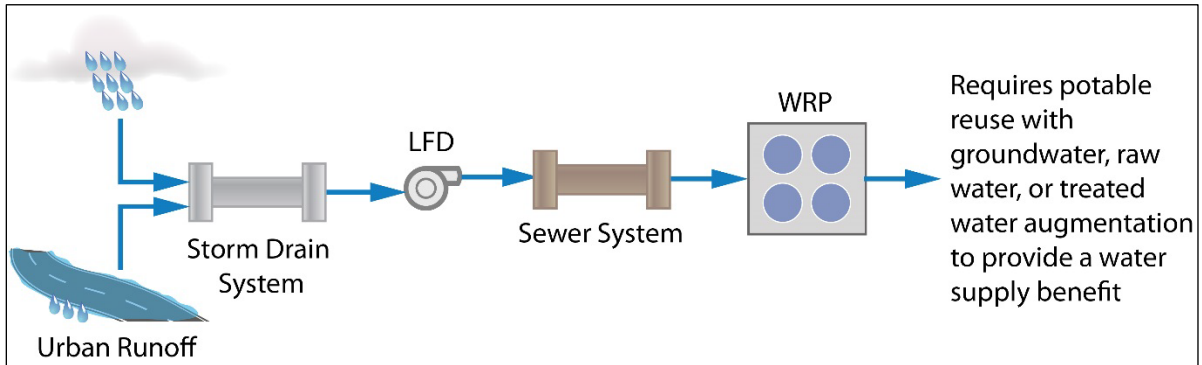 Urban Runoff
Storm Drain
System
LFD
Sewer System
WRP
Requires potable
reuse with
groundwater, raw
water, or treated
water augmentation
to provide a water
supply benefit